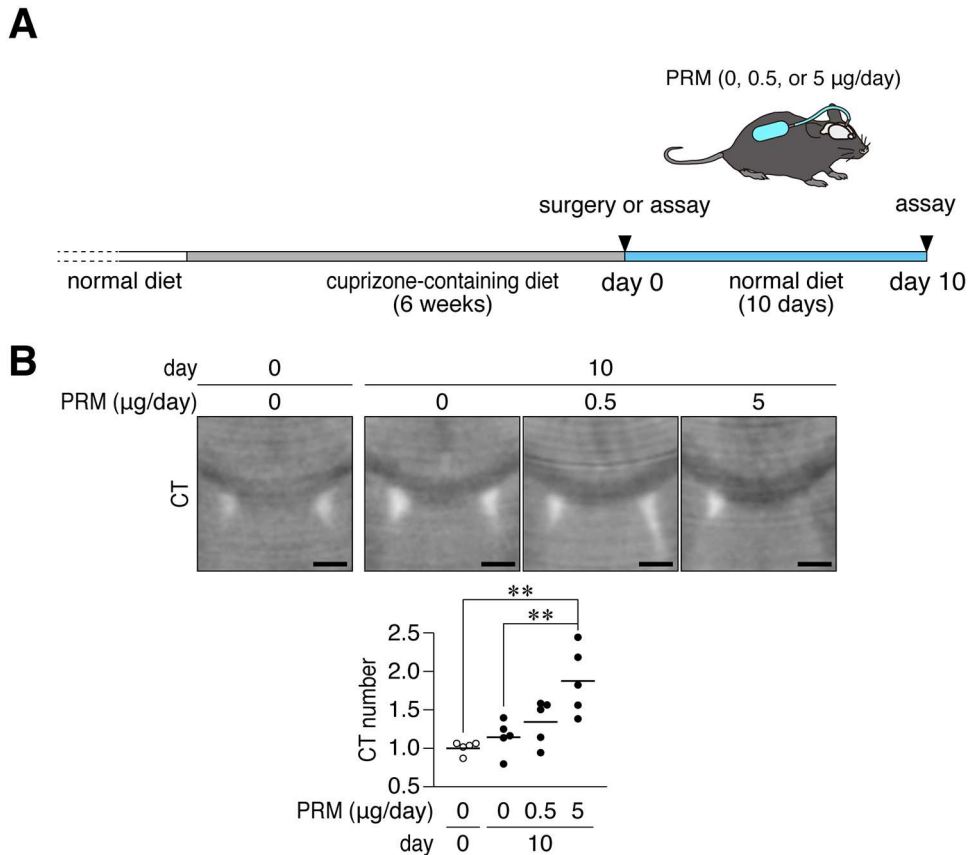 A
PRM (0, 0.5, or 5 µg/day)
surgery or assay
assay
normal diet
cuprizone-containing diet
(6 weeks)
day 0
normal diet
(10 days)
day 10
B
day 0 10
PRM (µg/day) 0 0 0.5 5
CT
**
**
2.5
2.0
1.5
1.0
0.5
CT number
PRM (µg/day) 0 0 0.5 5
day 0 10